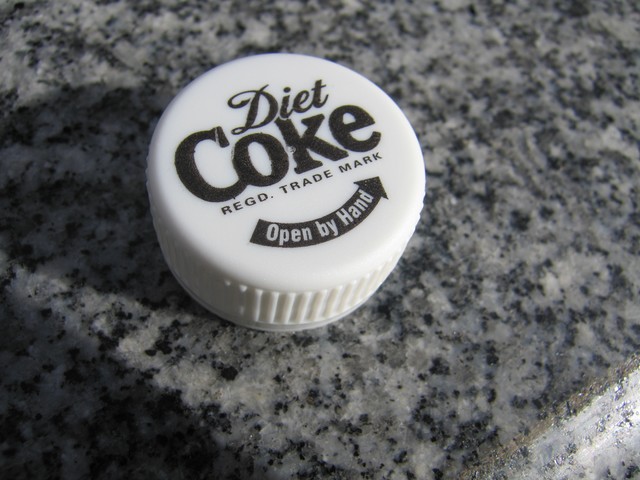 Diet
Coke
REGD. TRADE MARK
Open by Hand